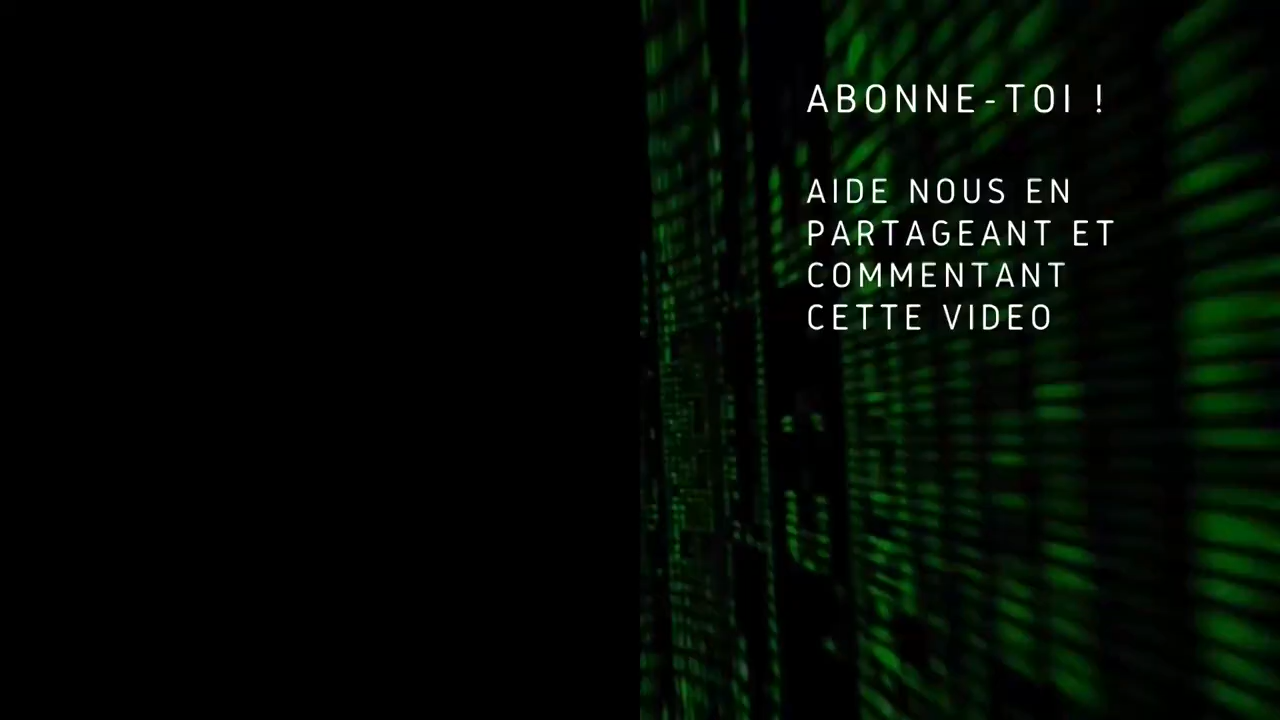 ABONNE-TOI !
AIDE NOUS EN
PARTAGEANT ET
COMMENTANT
CETTE VIDEO